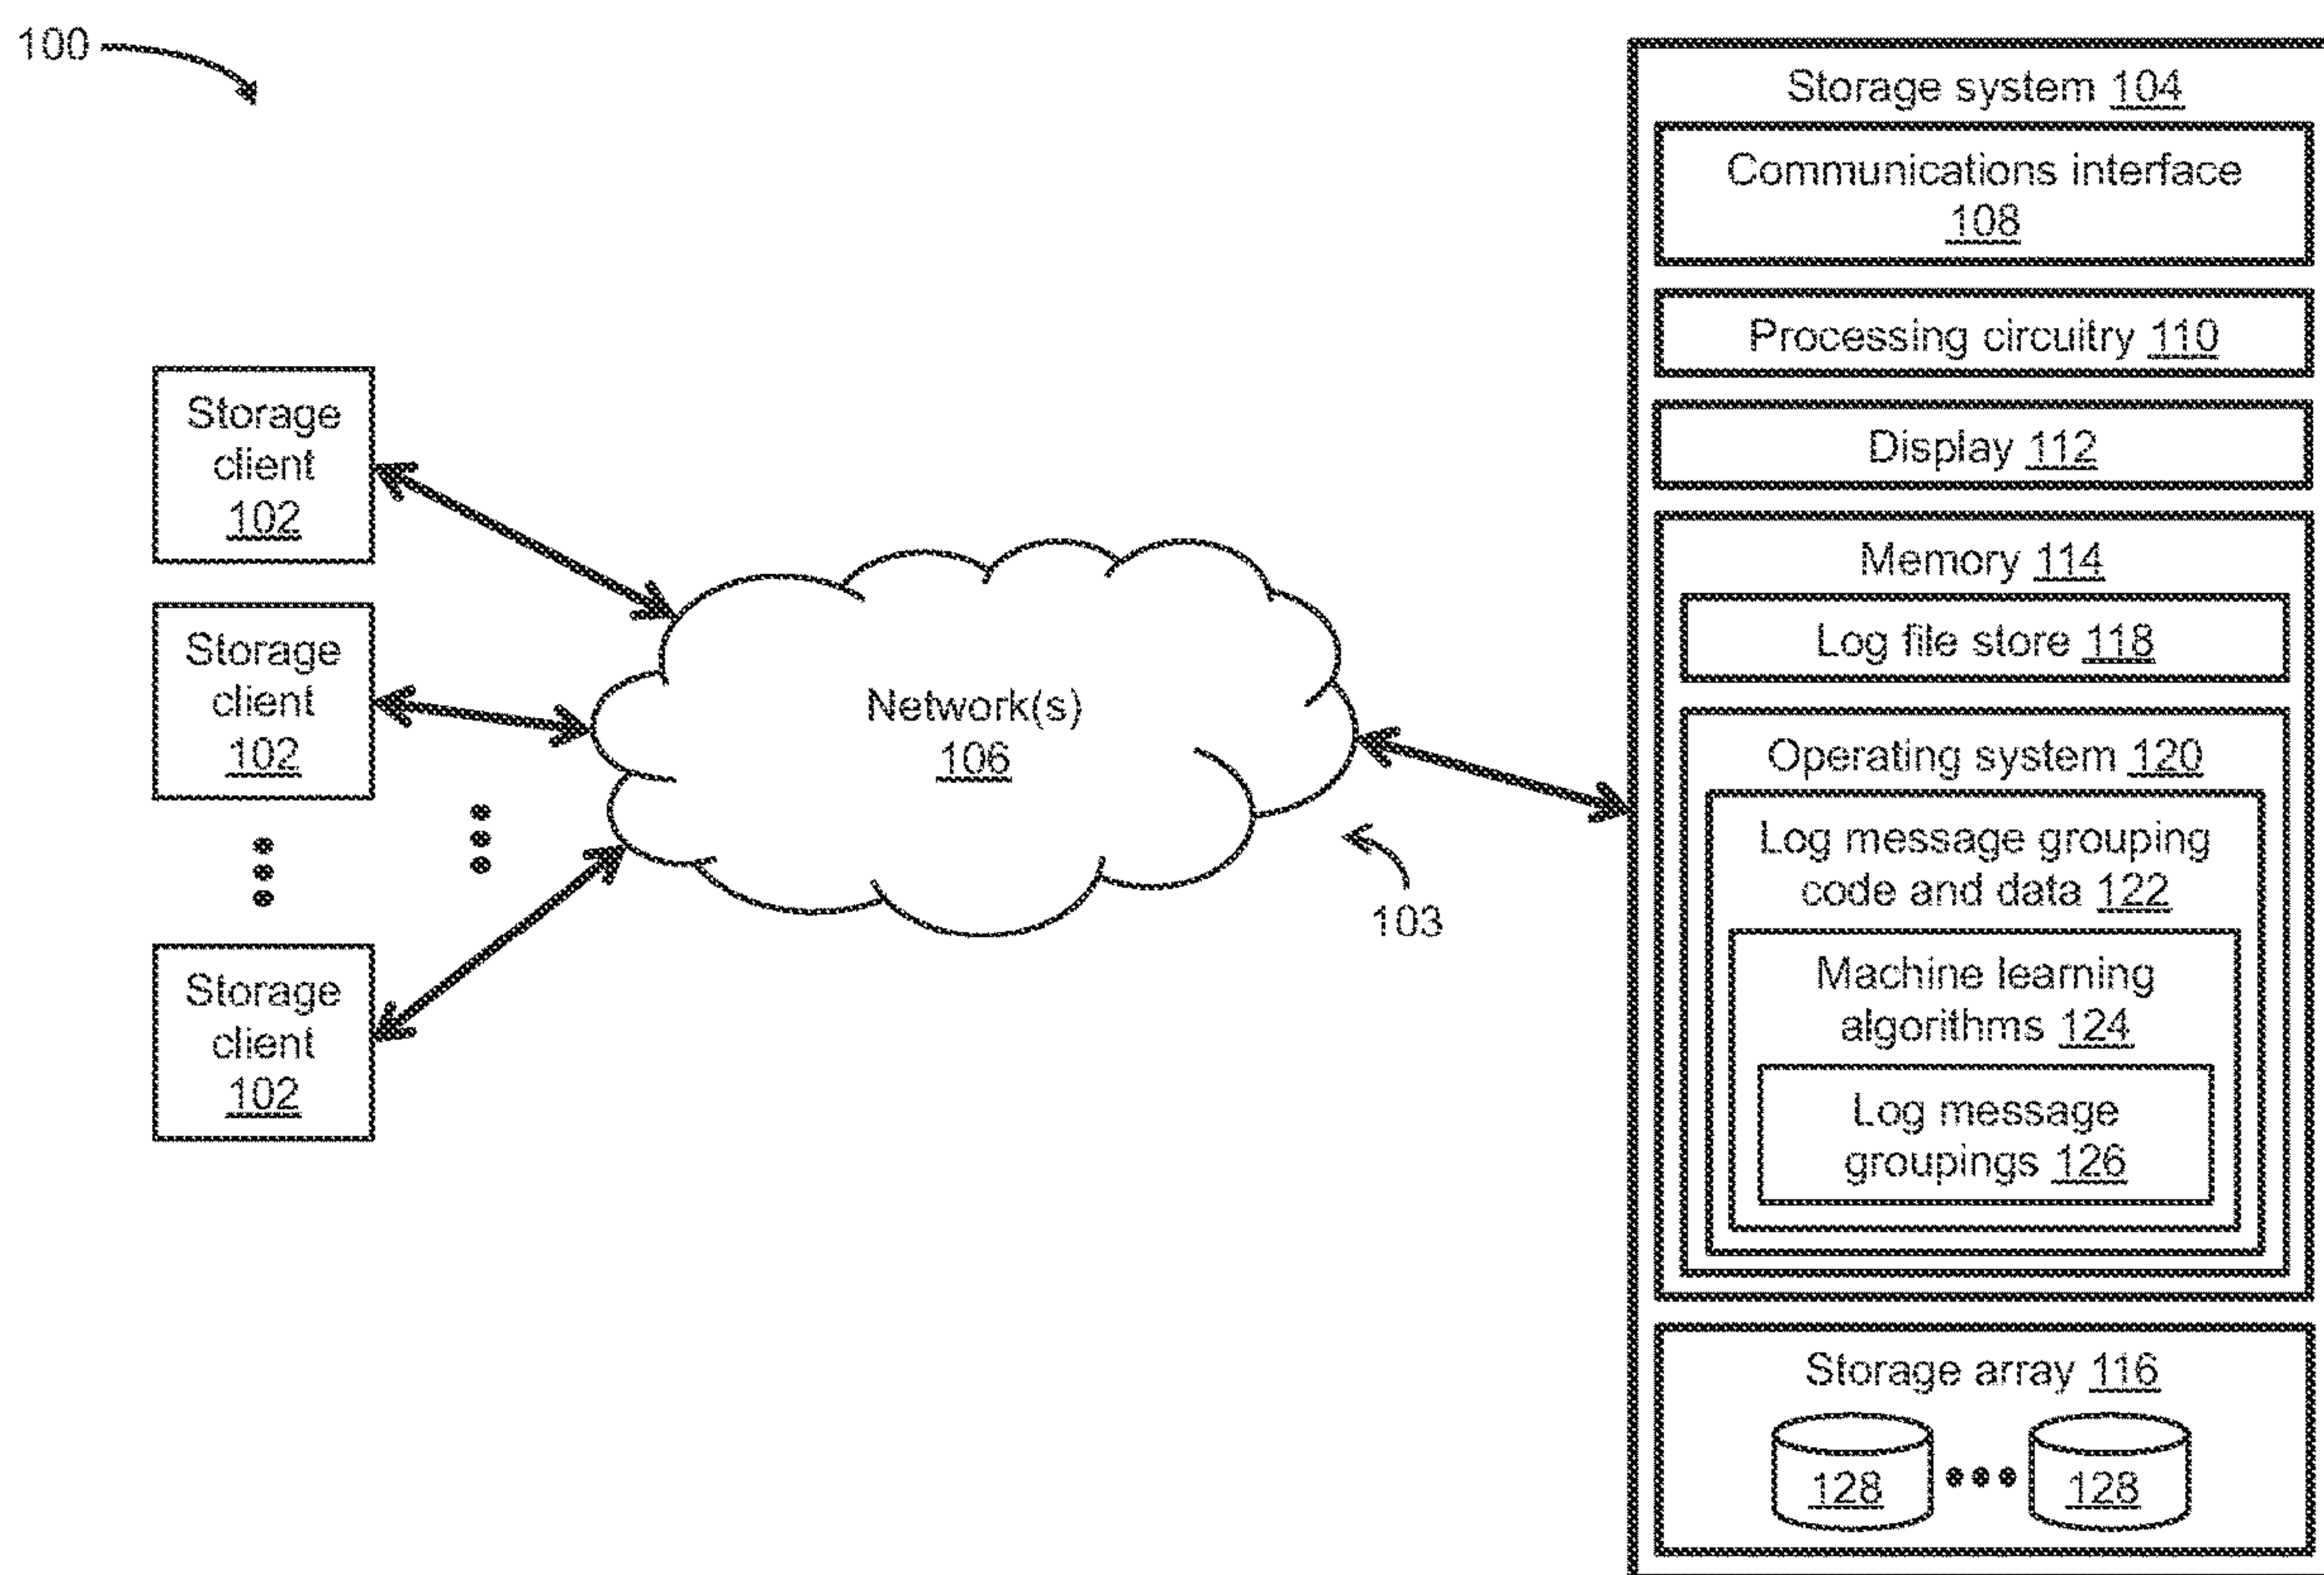 100
Storage
client
102
Storage
client
102
Storage
client
102
Network(s)
106
103
Storage system 104
Communications interface
108
Processing circuitry 110
Display 112
Memory 114
Log file store 118
Operating system 120
Log message grouping
code and data 122
Machine learning
algorithms 124
Log message
groupings 126
Storage array 116
128
128